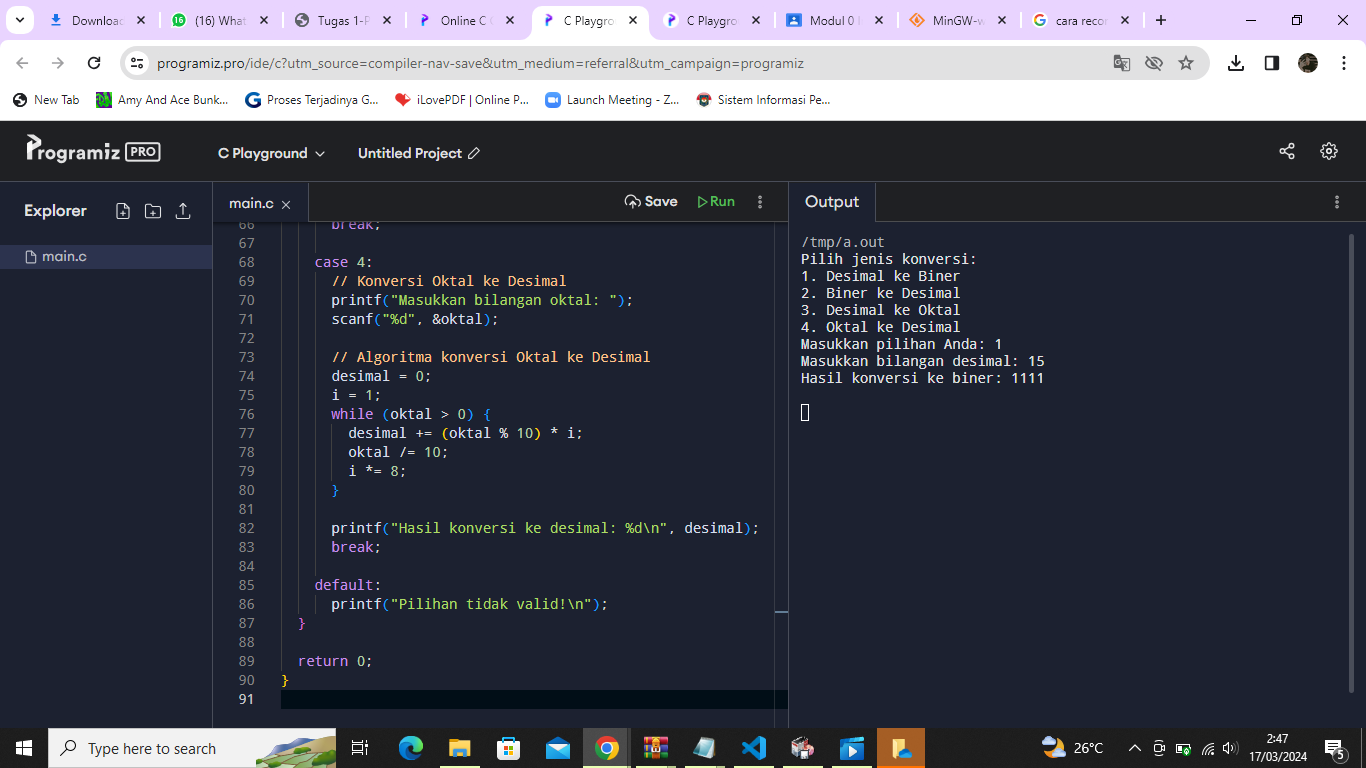 Downloac
(16) What
Tugas 1-P
Online C C
C Playgro
C Playgro
Modul 0 l
MinGW-w
cara recor
programiz.pro/ide/c?utm_source=compiler-nav-save&utm_medium=referral&utm_campaign=programiz
New Tab
Amy And Ace Bunk...
Proses Terjadinya G...
iLovePDF | Online P...
Launch Meeting - Z...
Sistem Informasi Pe...
Programiz PRO
C Playground
Untitled Project
Explorer
main.c
main.c
Save
Run
66 break;
67
68 case 4:
69 // Konversi Oktal ke Desimal
70 printf("Masukkan bilangan oktal: ");
71 scanf("%d", &oktal);
72
73 // Algoritma konversi Oktal ke Desimal
74 desimal = 0;
75 i = 1;
76 while (oktal > 0) {
77 desimal += (oktal % 10) * i;
78 oktal /= 10;
79 i *= 8;
80 }
81
82 printf("Hasil konversi ke desimal: %d\n", desimal);
83 break;
84
85 default:
86 printf("Pilihan tidak valid!\n");
87 }
88
89 return 0;
90 }
91
Output
/tmp/a.out
Pilih jenis konversi:
1. Desimal ke Biner
2. Biner ke Desimal
3. Desimal ke Oktal
4. Oktal ke Desimal
Masukkan pilihan Anda: 1
Masukkan bilangan desimal: 15
Hasil konversi ke biner: 1111
Type here to search
26°C
2:47
17/03/2024
5